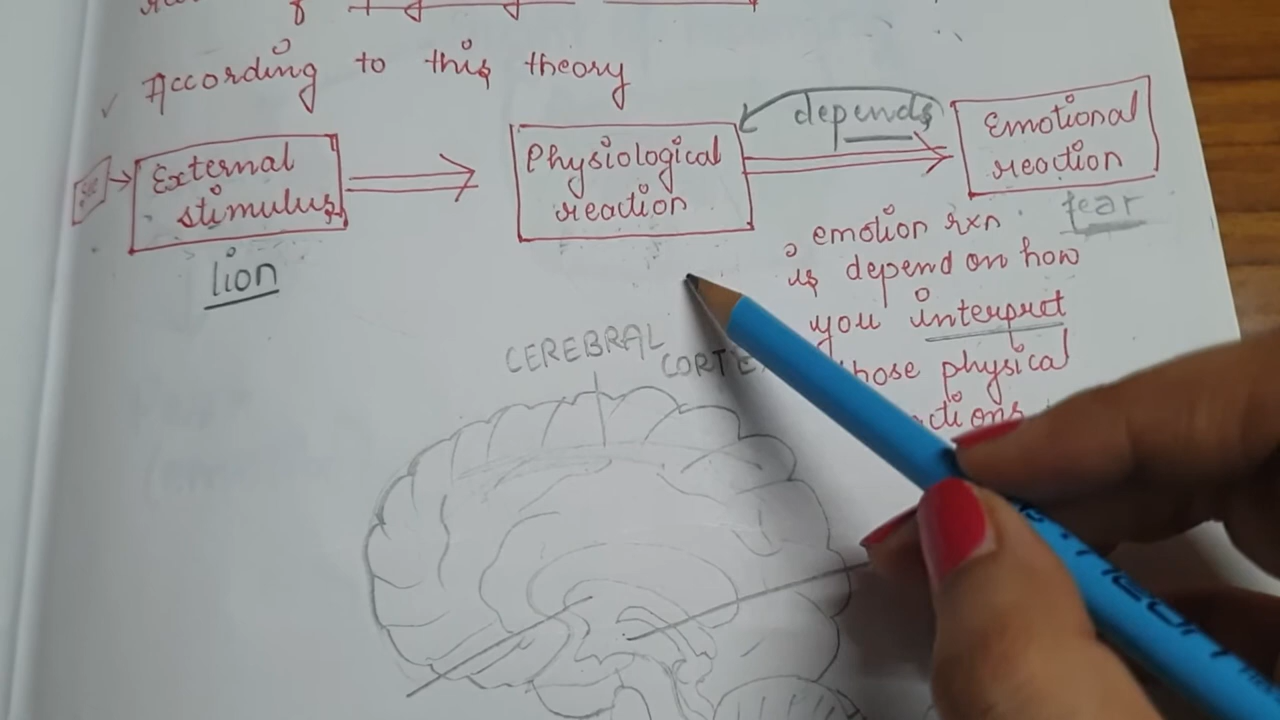 According to this theory
External
stimulus
lion
Physiological
reaction
depends
Emotional
reaction
fear
emotion rxn
is depend on how
you interpret
physical
CEREBRAL